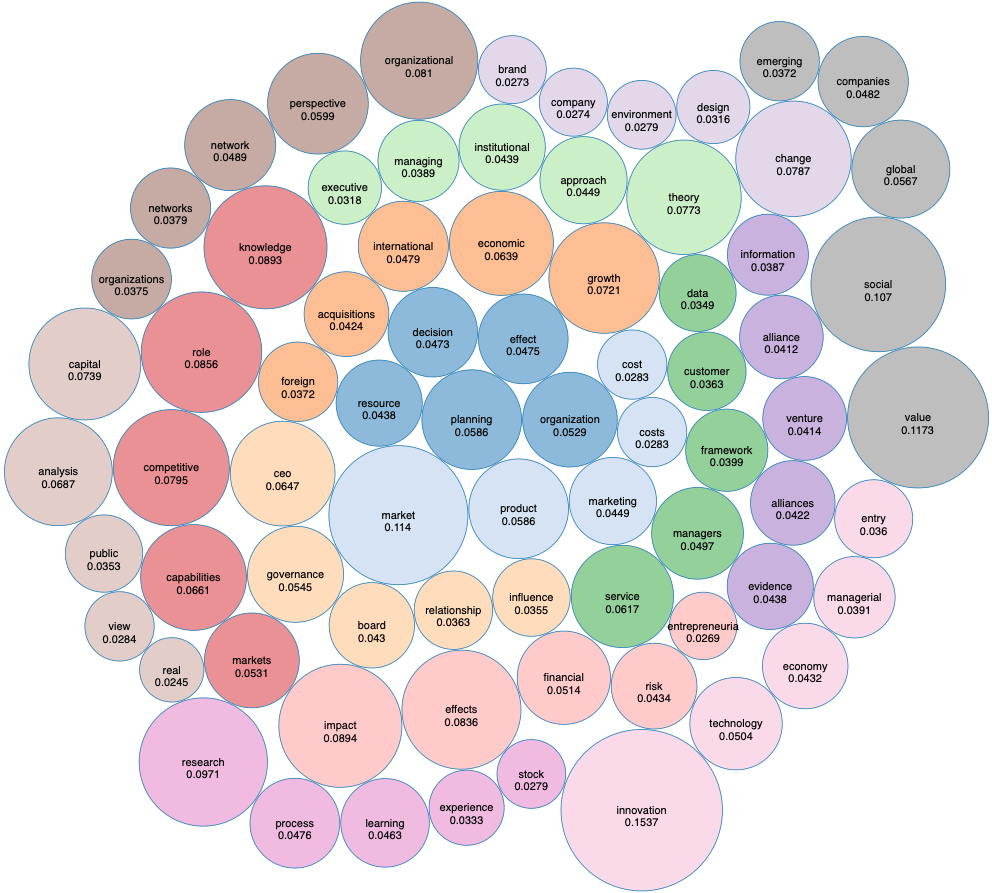 organizational
0.081
brand
0.0273
emerging
0.0372
companies
0.0482
perspective
0.0599
company
0.0274
environment
0.0279
design
0.0316
network
0.0489
managing
0.0389
institutional
0.0439
change
0.0787
global
0.0567
executive
0.0318
approach
0.0449
theory
0.0773
networks
0.0379
knowledge
0.0893
international
0.0479
economic
0.0639
information
0.0387
organizations
0.0375
growth
0.0721
data
0.0349
social
0.107
acquisitions
0.0424
decision
0.0473
effect
0.0475
alliance
0.0412
capital
0.0739
role
0.0856
cost
0.0283
customer
0.0363
foreign
0.0372
resource
0.0438
planning
0.0586
organization
0.0529
venture
0.0414
value
0.1173
costs
0.0283
framework
0.0399
analysis
0.0687
competitive
0.0795
ceo
0.0647
market
0.114
product
0.0586
marketing
0.0449
alliances
0.0422
entry
0.036
managers
0.0497
public
0.0353
capabilities
0.0661
governance
0.0545
evidence
0.0438
managerial
0.0391
relationship
0.0363
influence
0.0355
service
0.0617
view
0.0284
board
0.043
entrepreneuria
0.0269
real
0.0245
markets
0.0531
financial
0.0514
risk
0.0434
economy
0.0432
impact
0.0894
effects
0.0836
technology
0.0504
research
0.0971
stock
0.0279
process
0.0476
learning
0.0463
experience
0.0333
innovation
0.1537